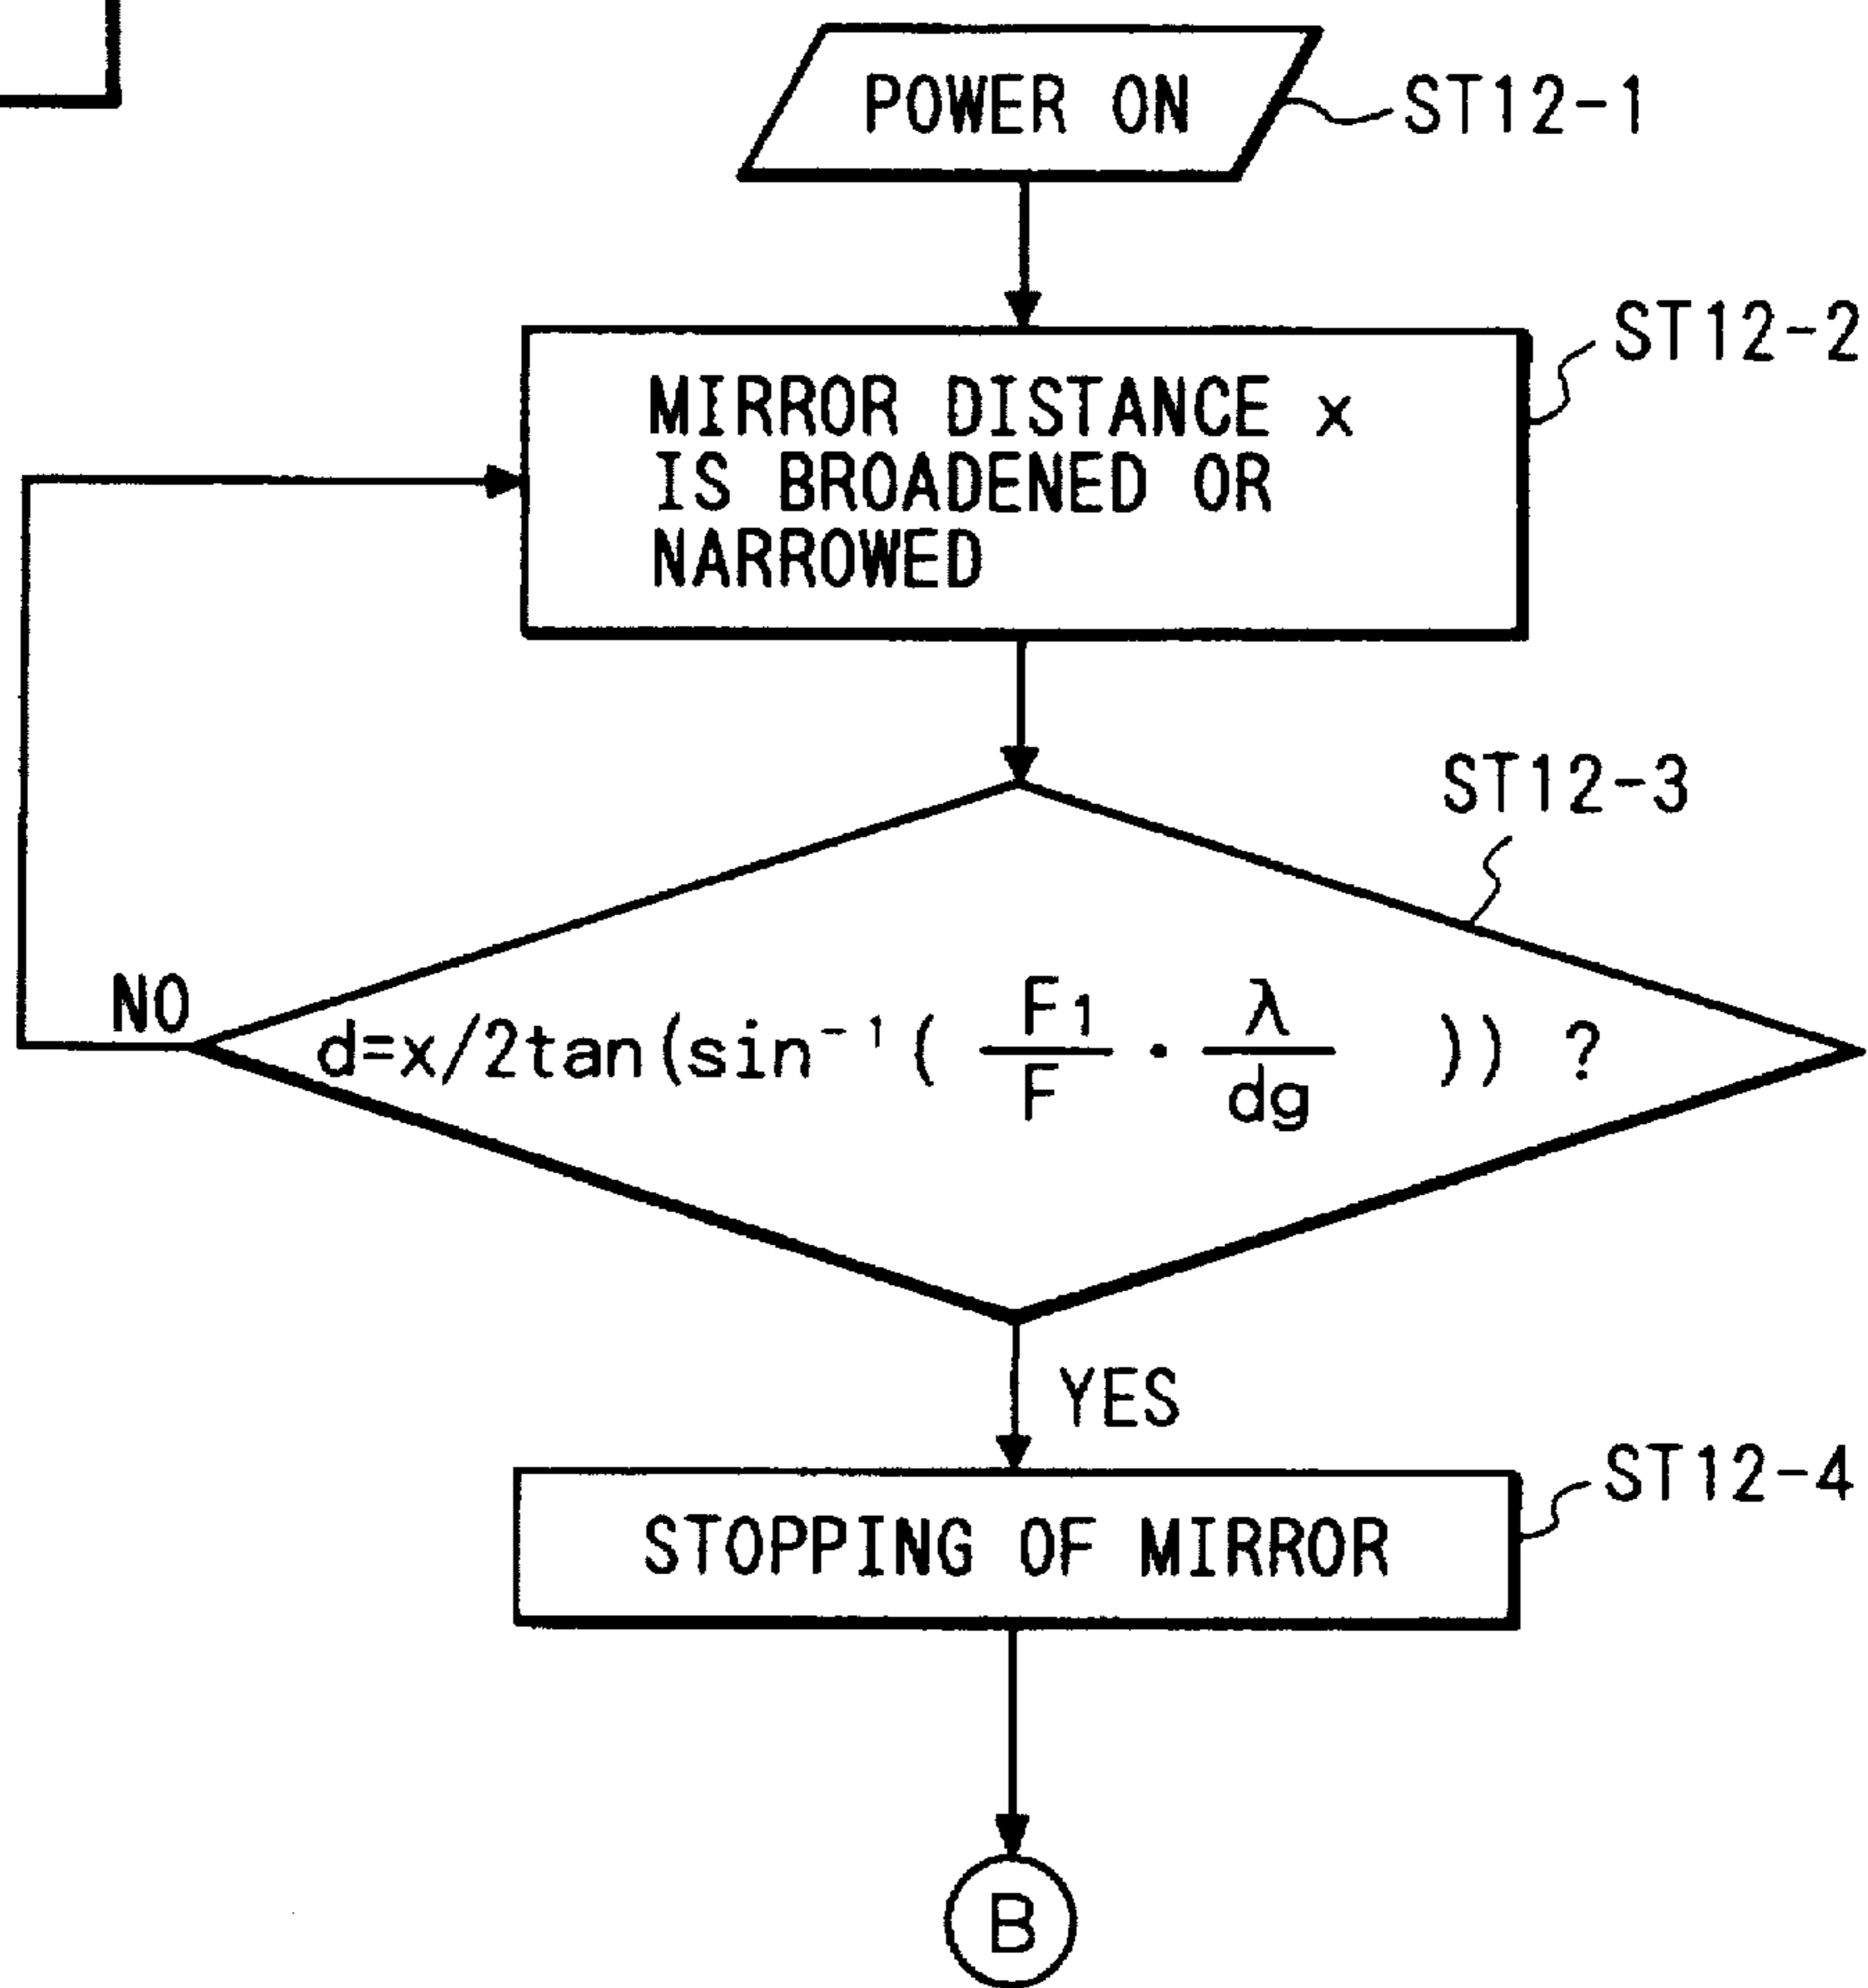 POWER ON
ST12-1
MIRROR DISTANCE x
IS BROADENED OR
NARROWED
ST12-2
ST12-3
NO
d=x/2tan(sin⁻¹( F1/F · λ/dg )) ?
YES
STOPPING OF MIRROR
ST12-4
B